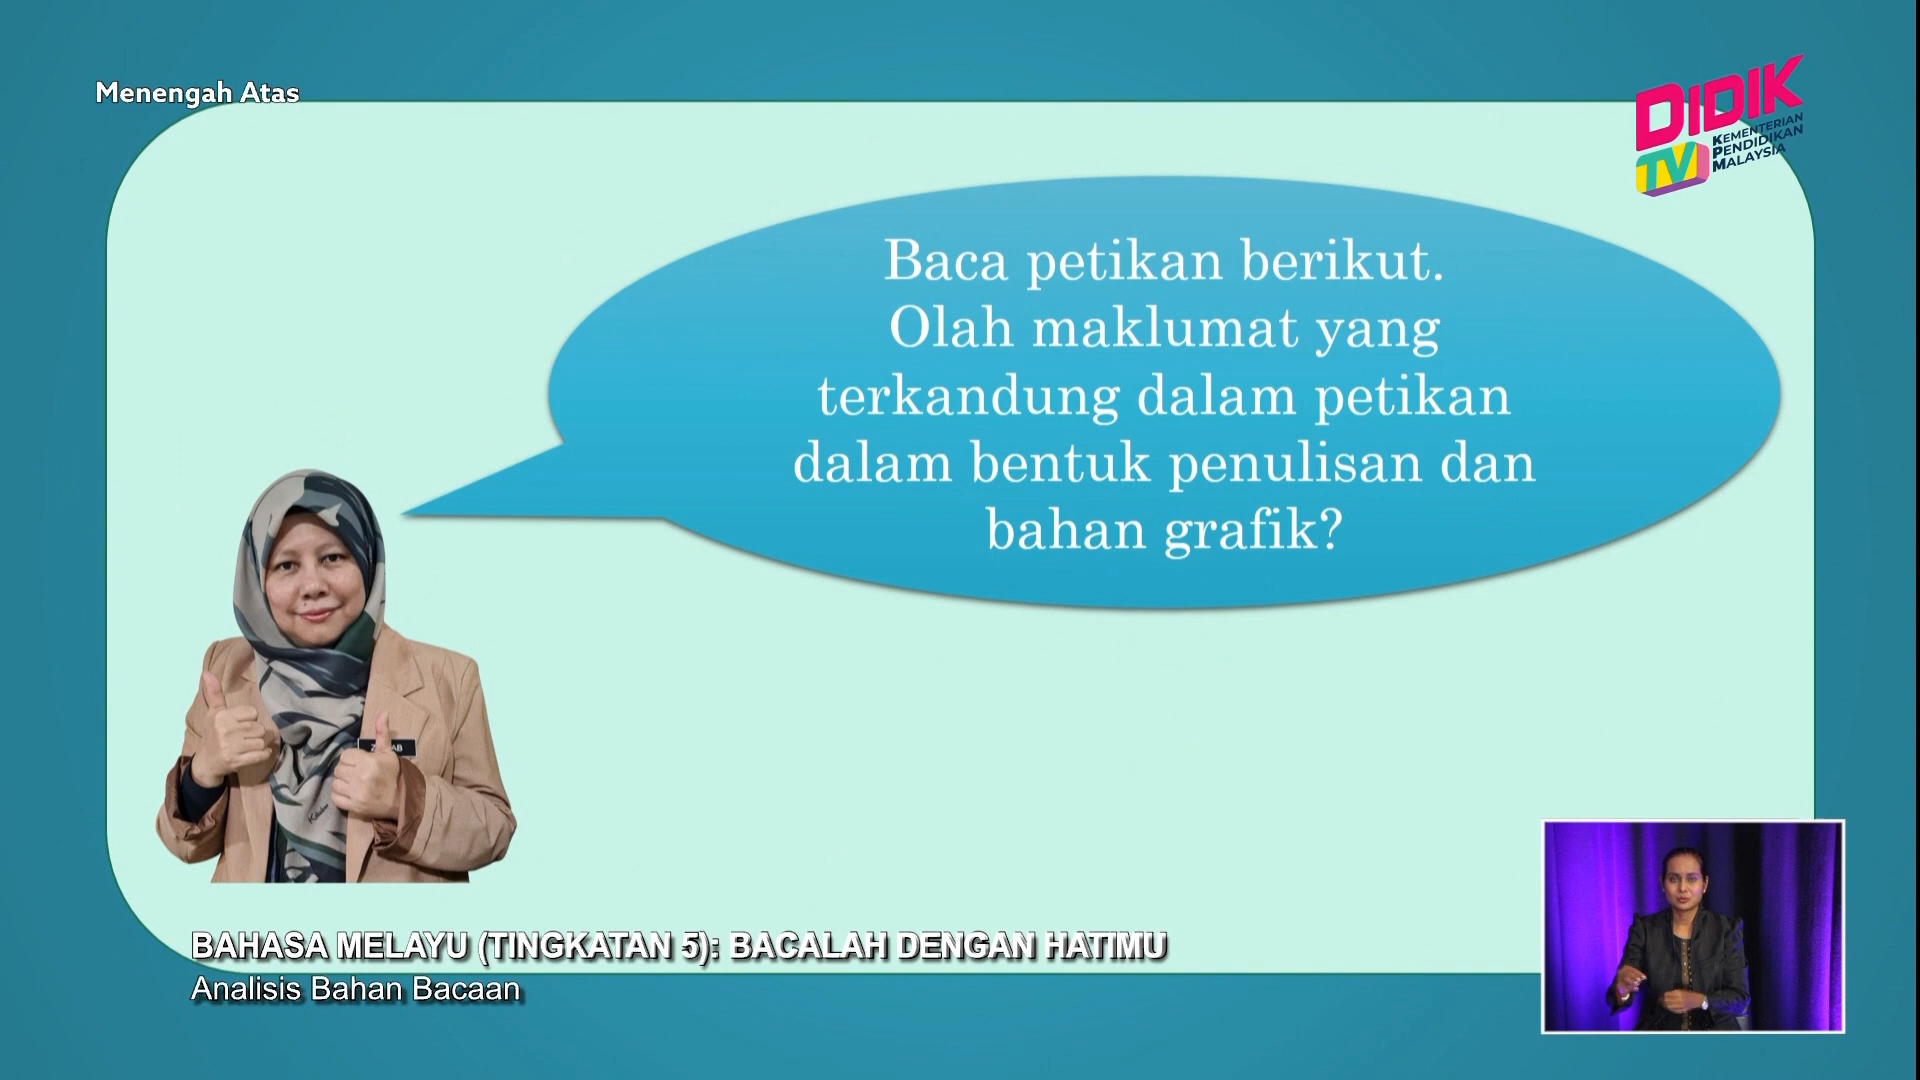 Menengah Atas
DIDIK
TV
KEMENTERIAN
PENDIDIKAN
MALAYSIA
Baca petikan berikut.
Olah maklumat yang
terkandung dalam petikan
dalam bentuk penulisan dan
bahan grafik?
BAHASA MELAYU (TINGKATAN 5): BACALAH DENGAN HATIMU
Analisis Bahan Bacaan